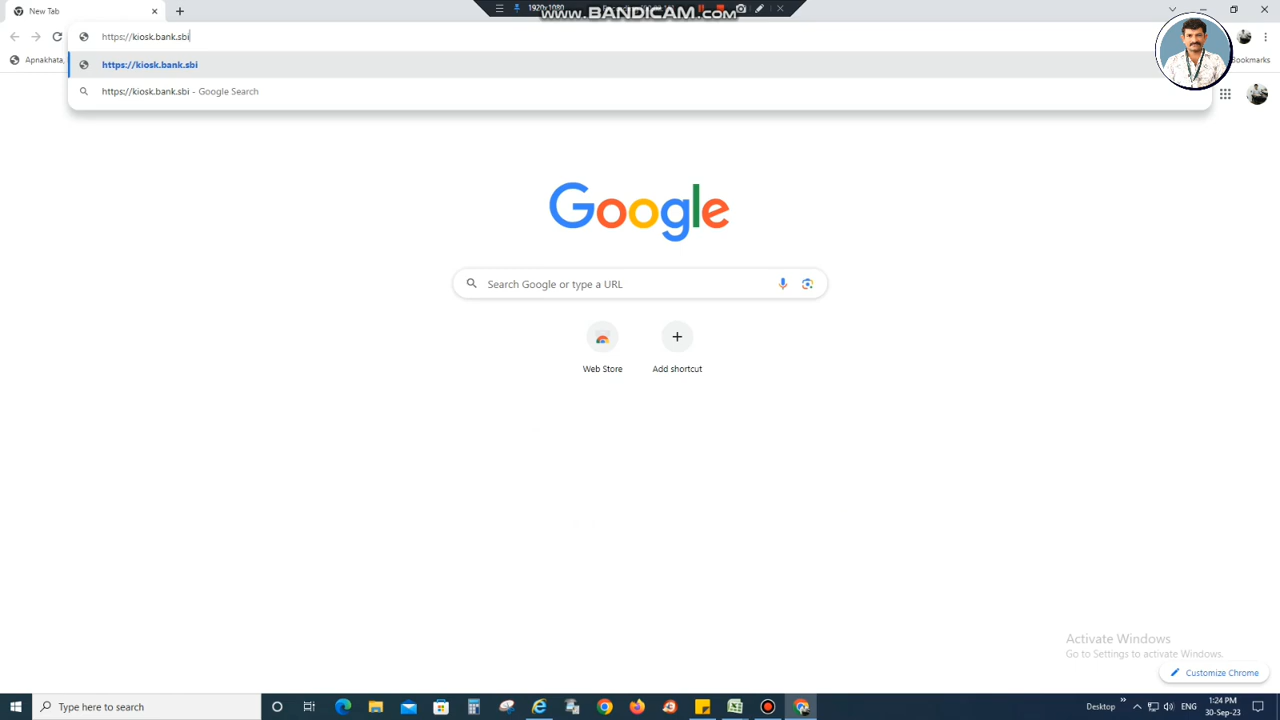 New Tab
1920x1080
www.BANDICAM.com
https://kiosk.bank.sbi
https://kiosk.bank.sbi
https://kiosk.bank.sbi - Google Search
Apnakhata,
Bookmarks
Google
Search Google or type a URL
Web Store
Add shortcut
Activate Windows
Go to Settings to activate Windows.
Customize Chrome
Type here to search
Desktop
ENG
1:24 PM
30-Sep-23